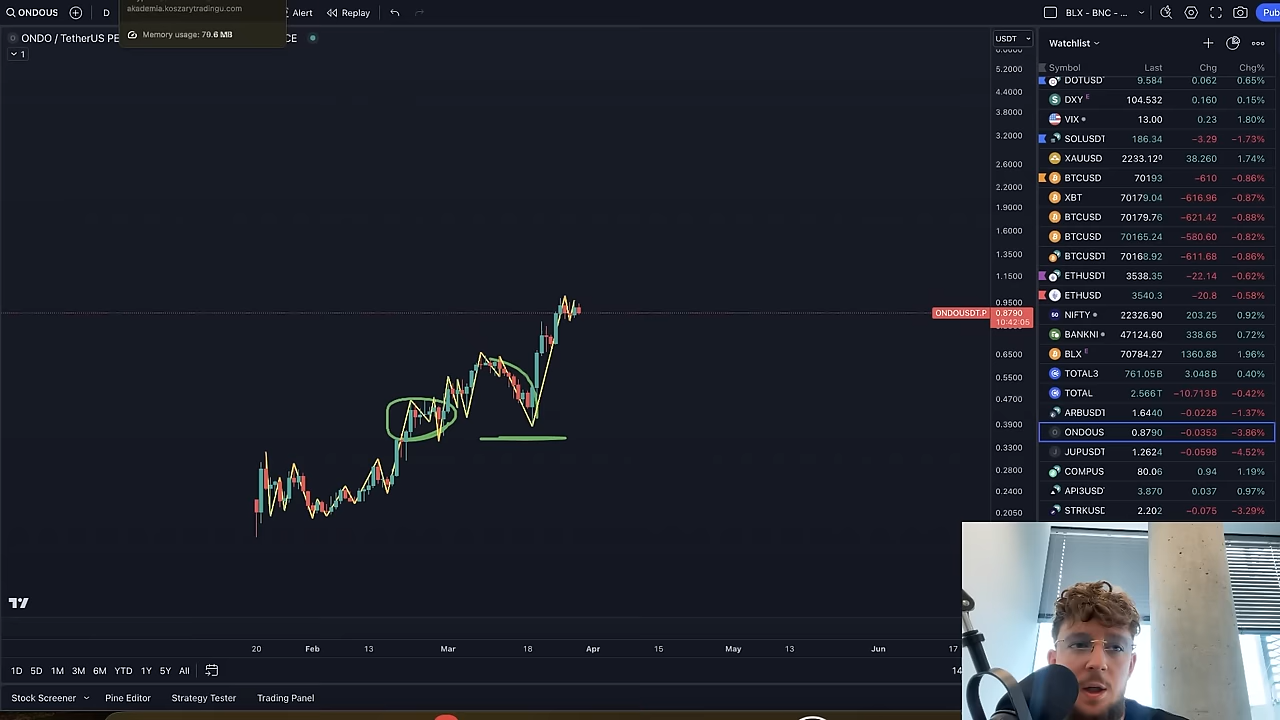 ONDOUS
D
Alert
Replay
BLX - BNC - ...
Pub
akademia.koszarytradingu.com
Memory usage: 79.6 MB
ONDO / TetherUS PE
CE
1
USDT
6.0000
5.2000
4.4000
3.8000
3.2000
2.6000
2.2000
1.9000
1.6000
1.3500
1.1500
0.9500
ONDOUSDT.P 0.8790
10:42:05
0.6500
0.5500
0.4700
0.3900
0.3300
0.2800
0.2400
0.2050
20 Feb 13 Mar 18 Apr 15 May 13 Jun 17
1D 5D 1M 3M 6M YTD 1Y 5Y All
14
Stock Screener Pine Editor Strategy Tester Trading Panel
Watchlist
Symbol Last Chg Chg%
DOTUSD 9.584 0.062 0.65%
DXY E 104.532 0.160 0.15%
VIX 13.00 0.23 1.80%
SOLUSDT 186.34 −3.29 −1.73%
XAUUSD 2233.120 38.260 1.74%
BTCUSD 70193 −610 −0.86%
XBT 70179.04 −616.96 −0.87%
BTCUSD 70179.76 −621.42 −0.88%
BTCUSD 70165.24 −580.60 −0.82%
BTCUSDT 70168.92 −611.68 −0.86%
ETHUSDT 3538.35 −22.14 −0.62%
ETHUSD 3540.3 −20.8 −0.58%
NIFTY 22326.90 203.25 0.92%
BANKNI 47124.60 338.65 0.72%
BLX E 70784.27 1360.88 1.96%
TOTAL3 761.05B 3.048B 0.40%
TOTAL 2.566T −10.713B −0.42%
ARBUSDT 1.6440 −0.0228 −1.37%
ONDOUS 0.8790 −0.0353 −3.86%
JUPUSDT 1.2624 −0.0598 −4.52%
COMPUS 80.06 0.94 1.19%
API3USD 3.870 0.037 0.97%
STRKUSD 2.202 −0.075 −3.29%